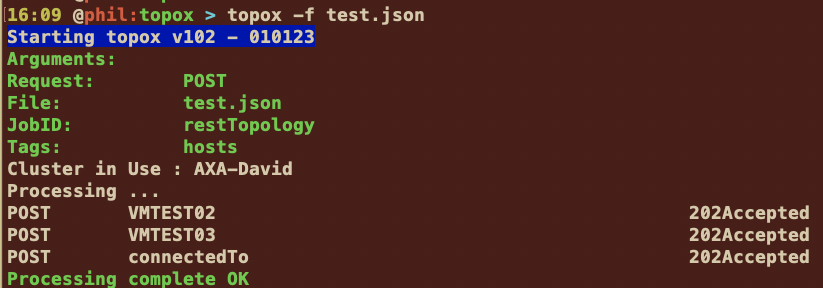 16:09 @phil:topox > topox -f test.json
Starting topox v102 - 010123
Arguments:
Request: POST
File: test.json
JobID: restTopology
Tags: hosts
Cluster in Use : AXA-David
Processing ...
POST VMTEST02 202Accepted
POST VMTEST03 202Accepted
POST connectedTo 202Accepted
Processing complete OK